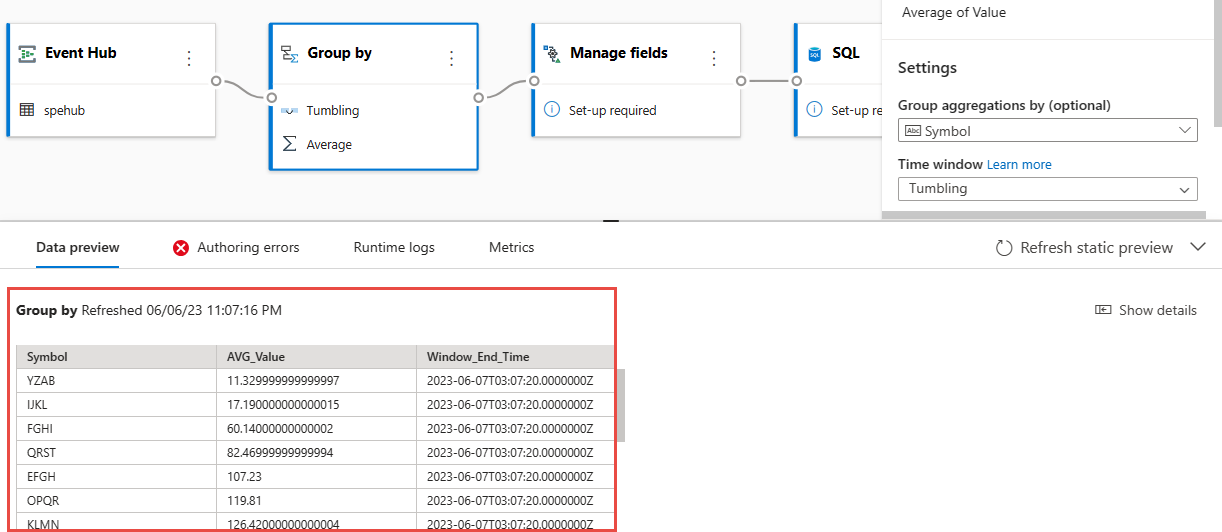 Event Hub
spehub
Group by
Tumbling
Average
Manage fields
Set-up required
SQL
SQL
Set-up re
Average of Value
Settings
Group aggregations by (optional)
Abc Symbol
Time window Learn more
Tumbling
Data preview Authoring errors Runtime logs Metrics Refresh static preview
Group by Refreshed 06/06/23 11:07:16 PM
Show details
Symbol AVG_Value Window_End_Time
YZAB 11.329999999999997 2023-06-07T03:07:20.0000000Z
IJKL 17.190000000000015 2023-06-07T03:07:20.0000000Z
FGHI 60.14000000000002 2023-06-07T03:07:20.0000000Z
QRST 82.46999999999994 2023-06-07T03:07:20.0000000Z
EFGH 107.23 2023-06-07T03:07:20.0000000Z
OPQR 119.81 2023-06-07T03:07:20.0000000Z
KLMN 126.42000000000004 2023-06-07T03:07:20.0000000Z